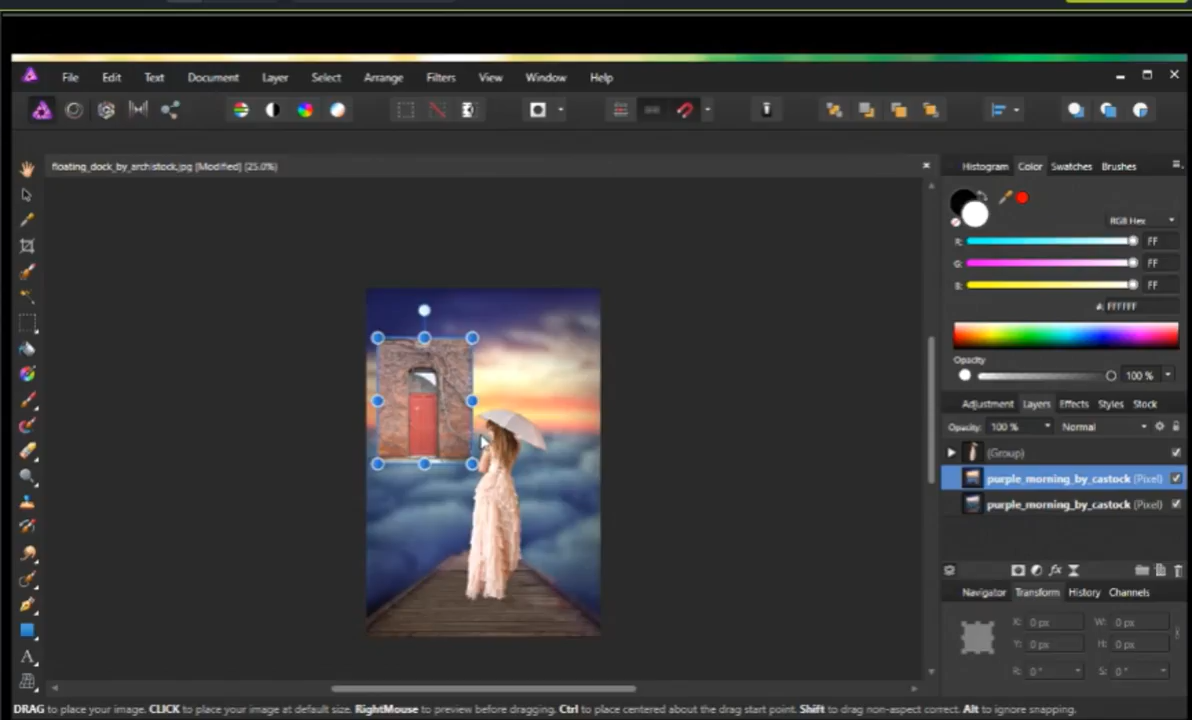 File Edit Text Document Layer Select Arrange Filters View Window Help
floating_dock_by_archistock.jpg [Modified] [25.0%]
Histogram Color Swatches Brushes
RGB Hex
R: FF
G: FF
B: FF
#: FFFFFF
Opacity
100 %
Adjustment Layers Effects Styles Stock
Opacity: 100 % Normal
(Group)
purple_morning_by_castock (Pixel)
purple_morning_by_castock (Pixel)
fx
Navigator Transform History Channels
X: 0 px W: 0 px
Y: 0 px H: 0 px
R: 0 ° S: 0 °
A
DRAG to place your image. CLICK to place your image at default size. RightMouse to preview before dragging. Ctrl to place centered about the drag start point. Shift to drag non-aspect correct. Alt to ignore snapping.